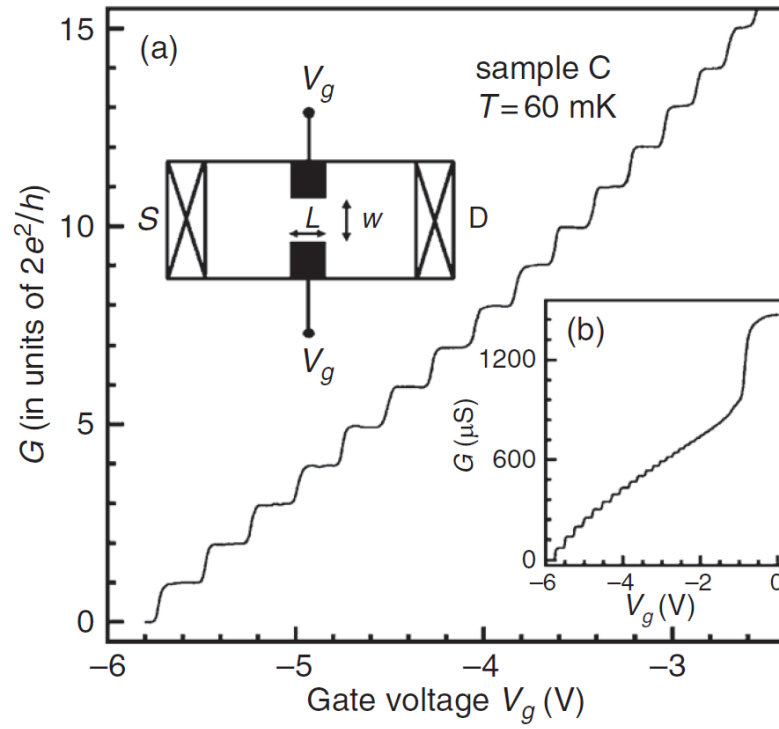 (a)
sample C
T = 60 mK
V_g
S
L
w
D
V_g
G (in units of 2e²/h)
15
10
5
0
−6
−5
−4
−3
Gate voltage V_g (V)
(b)
G (μS)
1200
600
0
−6
−4
−2
0
V_g (V)